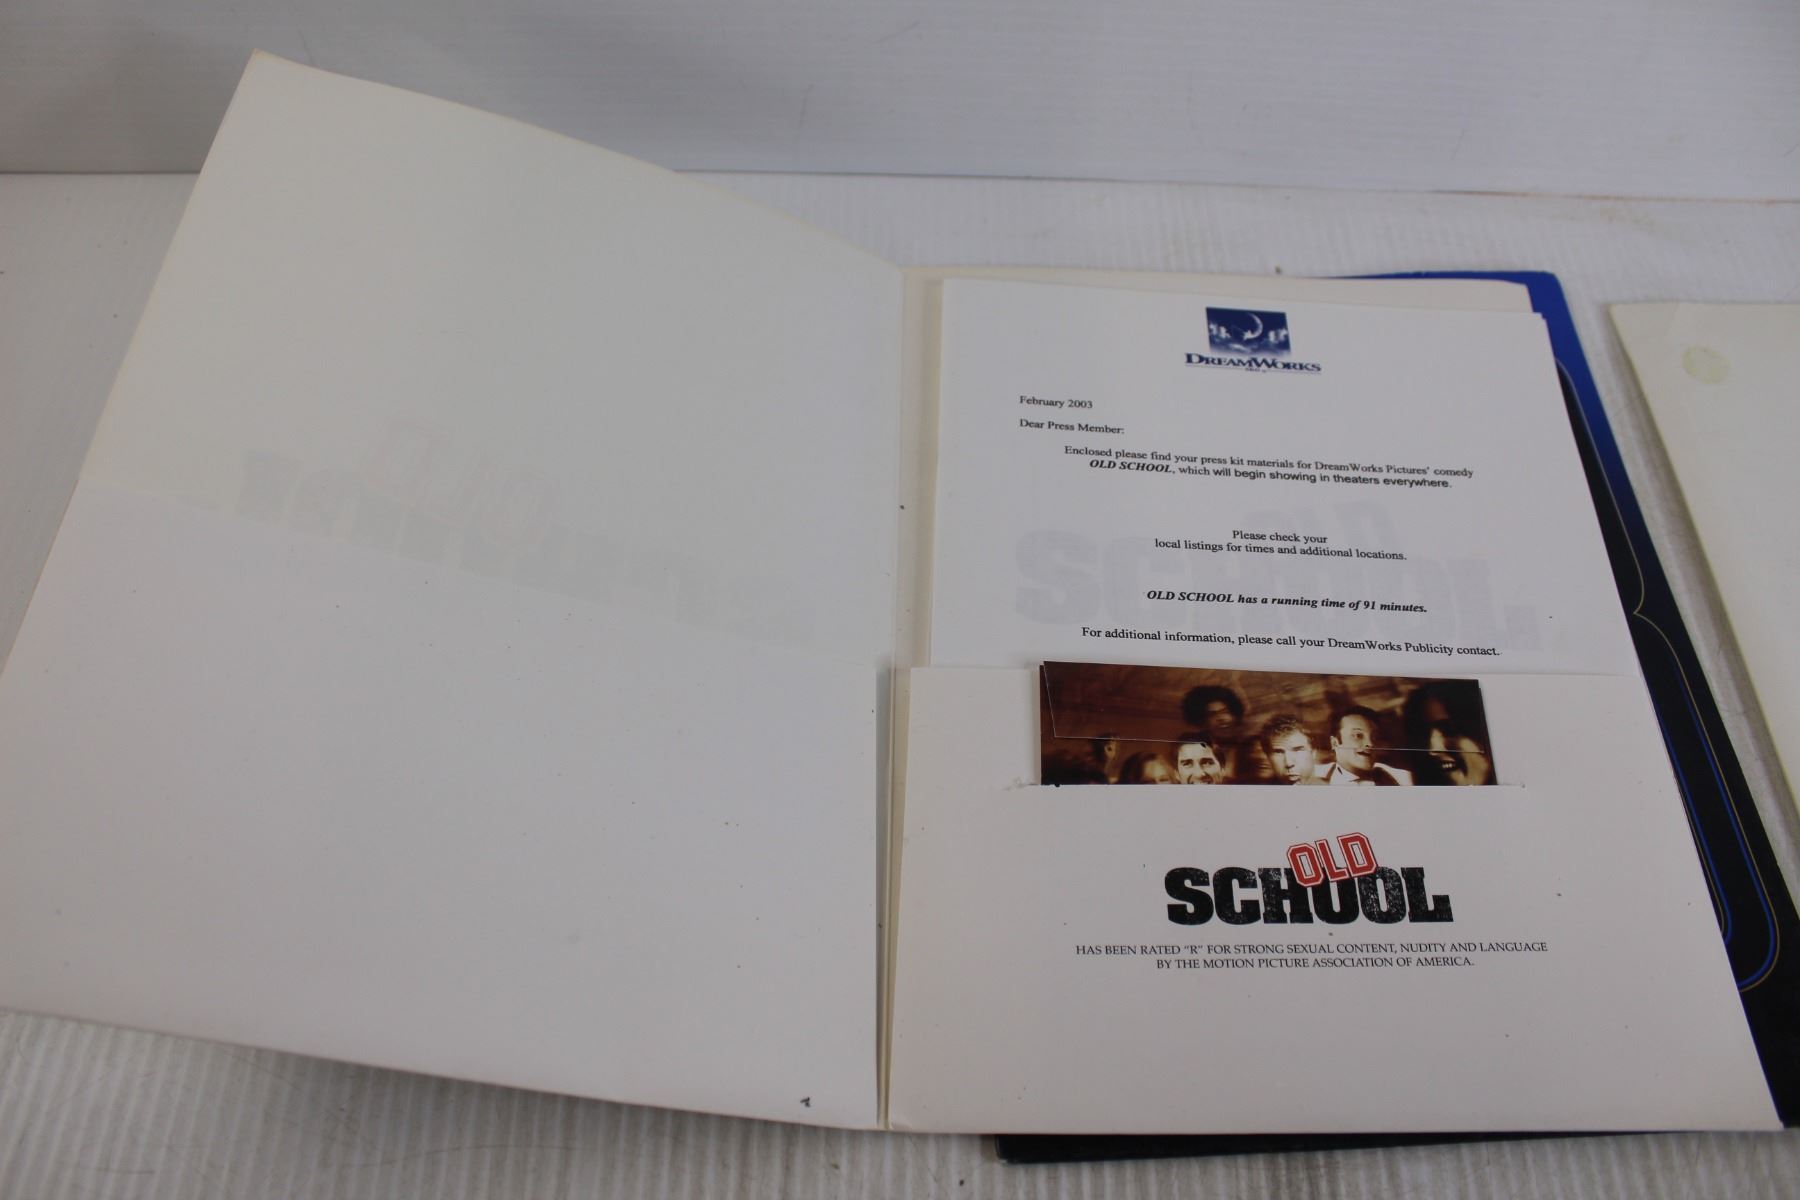 DREAMWORKS
February 2003
Dear Press Member:
Enclosed please find your press kit materials for DreamWorks Pictures' comedy
OLD SCHOOL, which will begin showing in theaters everywhere.
Please check your
local listings for times and additional locations.
OLD SCHOOL has a running time of 91 minutes.
For additional information, please call your DreamWorks Publicity contact.
OLD
SCHOOL
HAS BEEN RATED "R" FOR STRONG SEXUAL CONTENT, NUDITY AND LANGUAGE
BY THE MOTION PICTURE ASSOCIATION OF AMERICA.